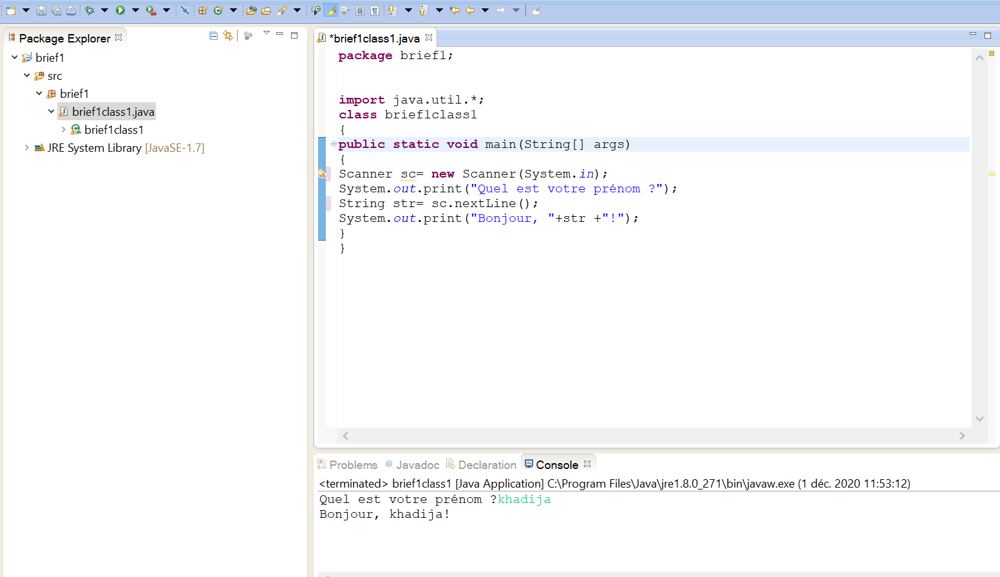 Package Explorer
brief1
src
brief1
brief1class1.java
brief1class1
JRE System Library [JavaSE-1.7]
*brief1class1.java
package brief1;
import java.util.*;
class brief1class1
{
public static void main(String[] args)
{
Scanner sc= new Scanner(System.in);
System.out.print("Quel est votre prénom ?");
String str= sc.nextLine();
System.out.print("Bonjour, "+str +"!");
}
}
Problems @ Javadoc Declaration Console
<terminated> brief1class1 [Java Application] C:\Program Files\Java\jre1.8.0_271\bin\javaw.exe (1 déc. 2020 11:53:12)
Quel est votre prénom ?khadija
Bonjour, khadija!